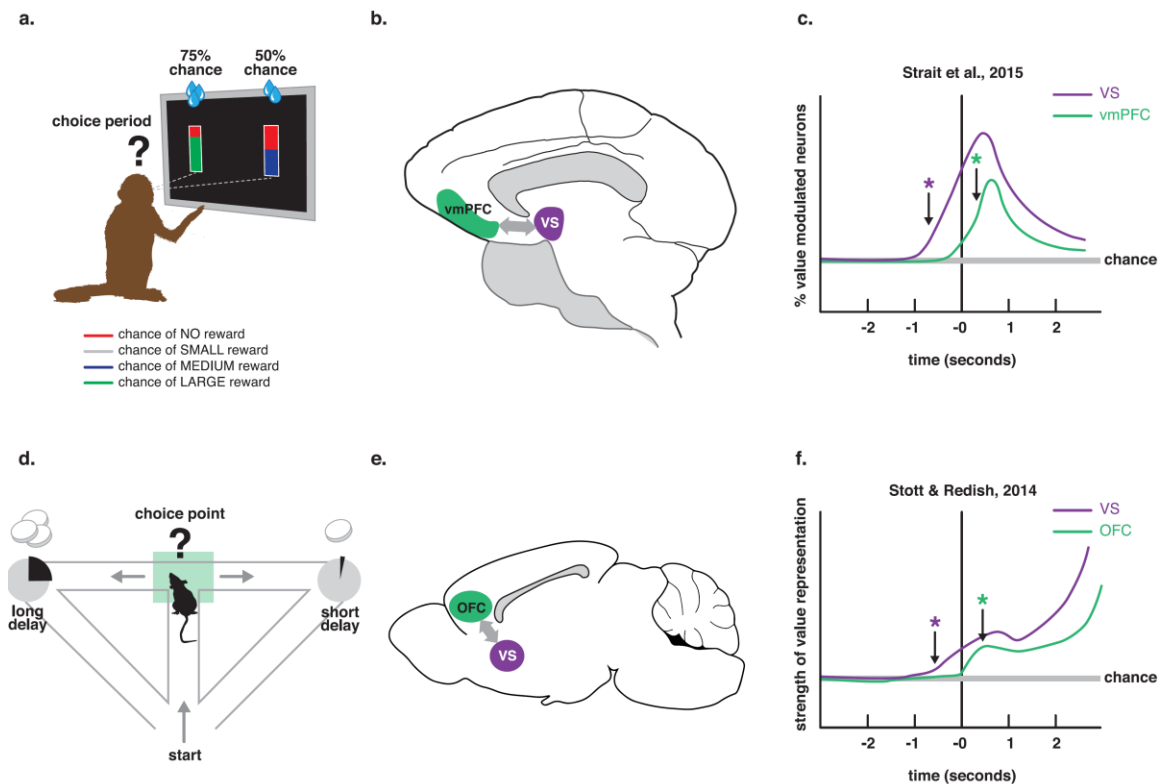 a.
75%
chance
50%
chance
choice period
?
chance of NO reward
chance of SMALL reward
chance of MEDIUM reward
chance of LARGE reward
b.
vmPFC
VS
c.
Strait et al., 2015
VS
vmPFC
% value modulated neurons
*
*
chance
-2
-1
-0
1
2
time (seconds)
d.
choice point
?
long
delay
short
delay
start
e.
OFC
VS
f.
Stott & Redish, 2014
VS
OFC
strength of value representation
*
*
chance
-2
-1
-0
1
2
time (seconds)